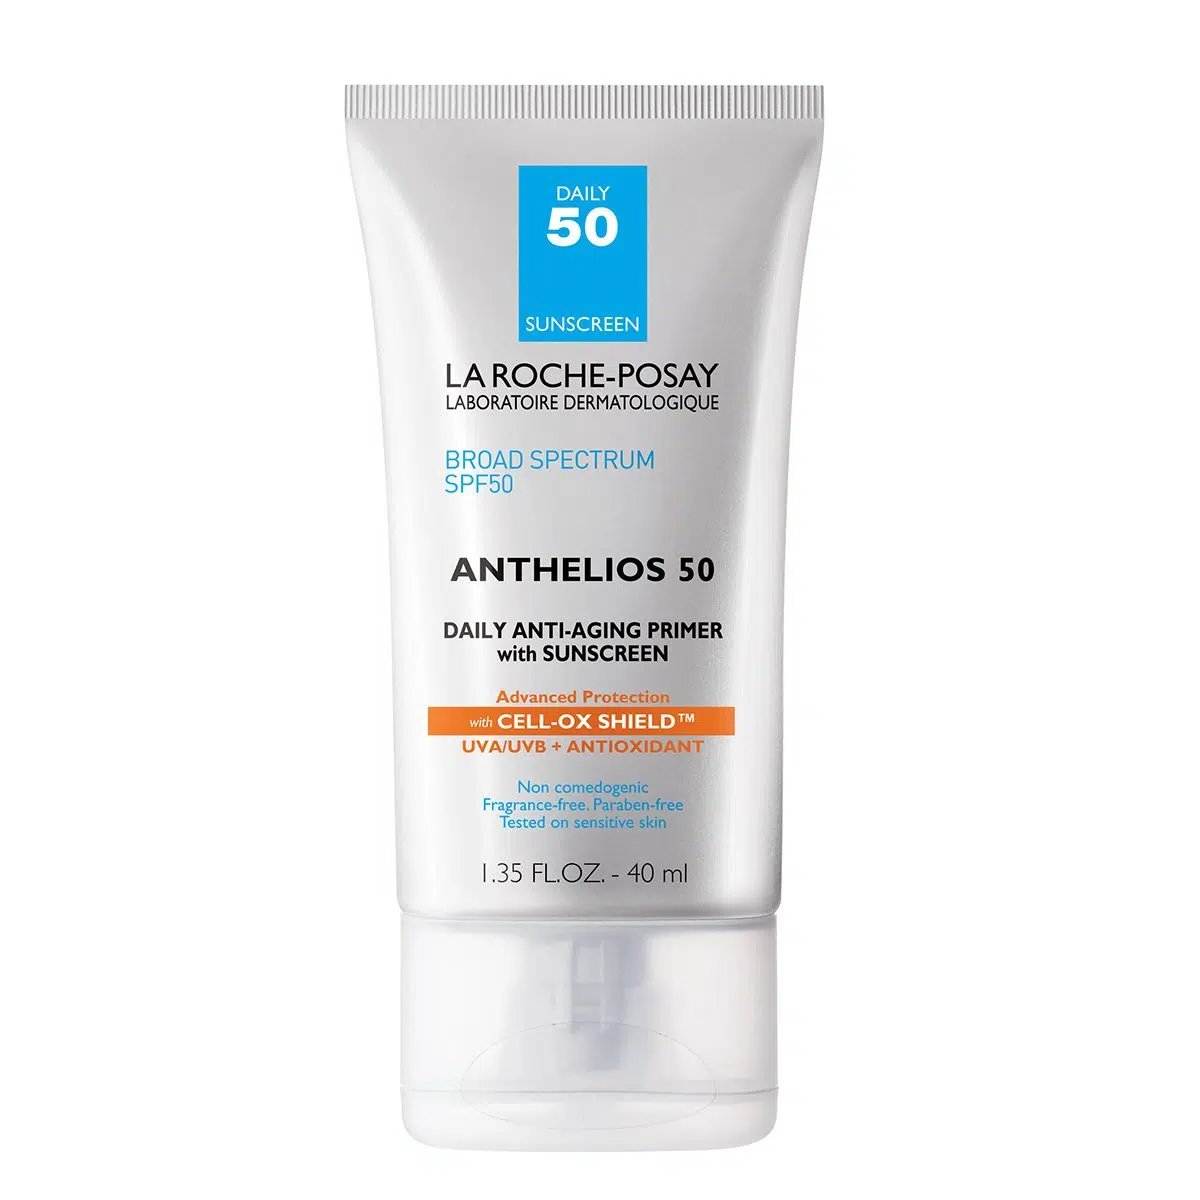 DAILY
50
SUNSCREEN
LA ROCHE-POSAY
LABORATOIRE DERMATOLOGIQUE
BROAD SPECTRUM
SPF50
ANTHELIOS 50
DAILY ANTI-AGING PRIMER
with SUNSCREEN
Advanced Protection
with CELL-OX SHIELD™
UVA/UVB + ANTIOXIDANT
Non comedogenic
Fragrance-free. Paraben-free
Tested on sensitive skin
1.35 FL.OZ. - 40 ml